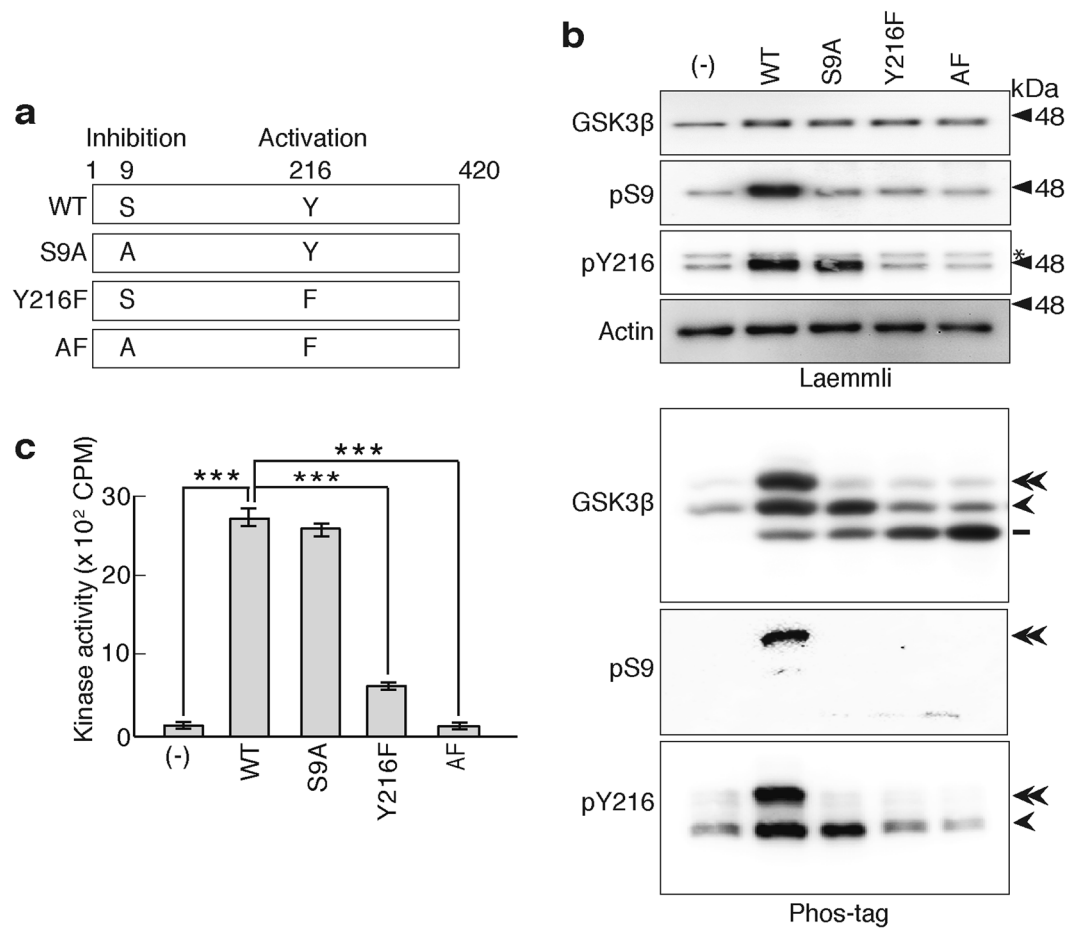 a
Inhibition Activation
1 9 216 420
WT S Y
S9A A Y
Y216F S F
AF A F
b
(-) WT S9A Y216F AF
kDa
GSK3β 48
pS9 48
*
pY216 48
48
Actin
Laemmli
GSK3β
pS9
pY216
Phos-tag
c
Kinase activity (x 10² CPM)
***
*** ***
30
20
10
0
(-) WT S9A Y216F AF